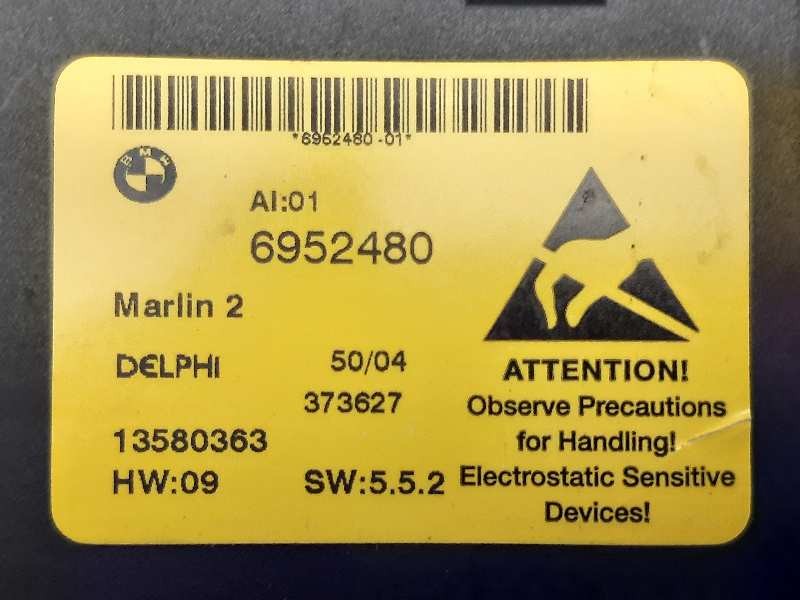 *6952480-01*
BMW
AI:01
6952480
Marlin 2
DELPHI 50/04
373627
13580363
HW:09 SW:5.5.2
ATTENTION!
Observe Precautions
for Handling!
Electrostatic Sensitive
Devices!